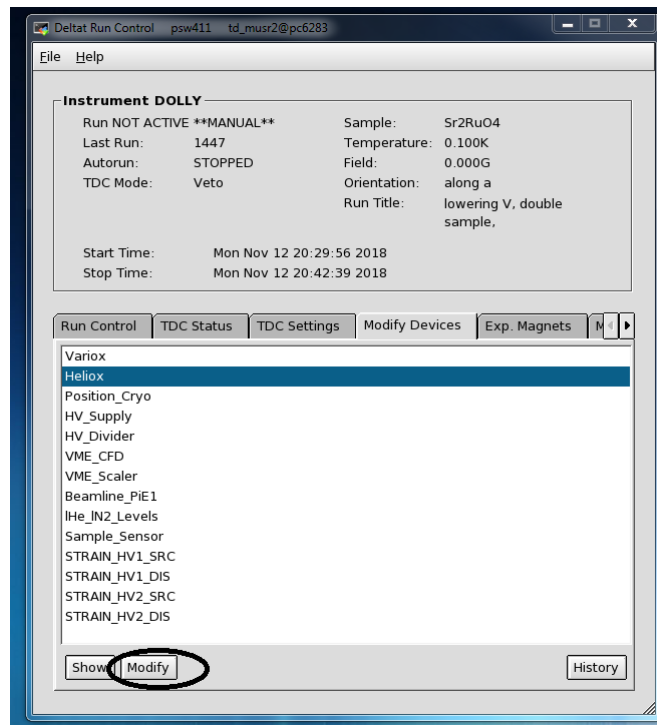 Deltat Run Control psw411 td_musr2@pc6283
File Help
Instrument DOLLY
Run NOT ACTIVE **MANUAL** Sample: Sr2RuO4
Last Run: 1447 Temperature: 0.100K
Autorun: STOPPED Field: 0.000G
TDC Mode: Veto Orientation: along a
Run Title: lowering V, double
sample,
Start Time: Mon Nov 12 20:29:56 2018
Stop Time: Mon Nov 12 20:42:39 2018
Run Control TDC Status TDC Settings Modify Devices Exp. Magnets
Variox
Heliox
Position_Cryo
HV_Supply
HV_Divider
VME_CFD
VME_Scaler
Beamline_PiE1
lHe_lN2_Levels
Sample_Sensor
STRAIN_HV1_SRC
STRAIN_HV1_DIS
STRAIN_HV2_SRC
STRAIN_HV2_DIS
Show Modify History